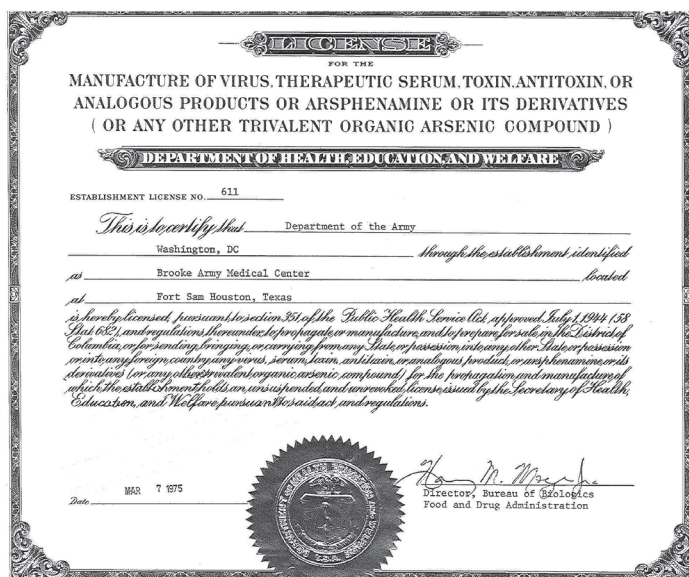 LICENSE
FOR THE
MANUFACTURE OF VIRUS, THERAPEUTIC SERUM, TOXIN, ANTITOXIN, OR
ANALOGOUS PRODUCTS OR ARSPHENAMINE OR ITS DERIVATIVES
( OR ANY OTHER TRIVALENT ORGANIC ARSENIC COMPOUND )
DEPARTMENT OF HEALTH, EDUCATION, AND WELFARE
ESTABLISHMENT LICENSE NO. 611
This is to certify that Department of the Army
Washington, DC through the establishment identified
as Brooke Army Medical Center located
at Fort Sam Houston, Texas
is hereby licensed, pursuant to section 351 of the Public Health Service Act, approved July 1, 1944 (58
Stat 682), and regulations thereunder, to propagate or manufacture, and to prepare for sale, in the District of
Columbia, or for sending, bringing, or carrying from any State, or possession, into any other State, or possession
or into any foreign country, any virus, serum, toxin, antitoxin, or analogous product, or arsphenamine, or its
derivatives (or any other trivalent organic arsenic compound) for the propagation and manufacture of
which the establishment holds an unsuspended and unrevoked license issued by the Secretary of Health,
Education, and Welfare pursuant to said act and regulations.
Date MAR 7 1975
Director, Bureau of Biologics
Food and Drug Administration
U.S.A.